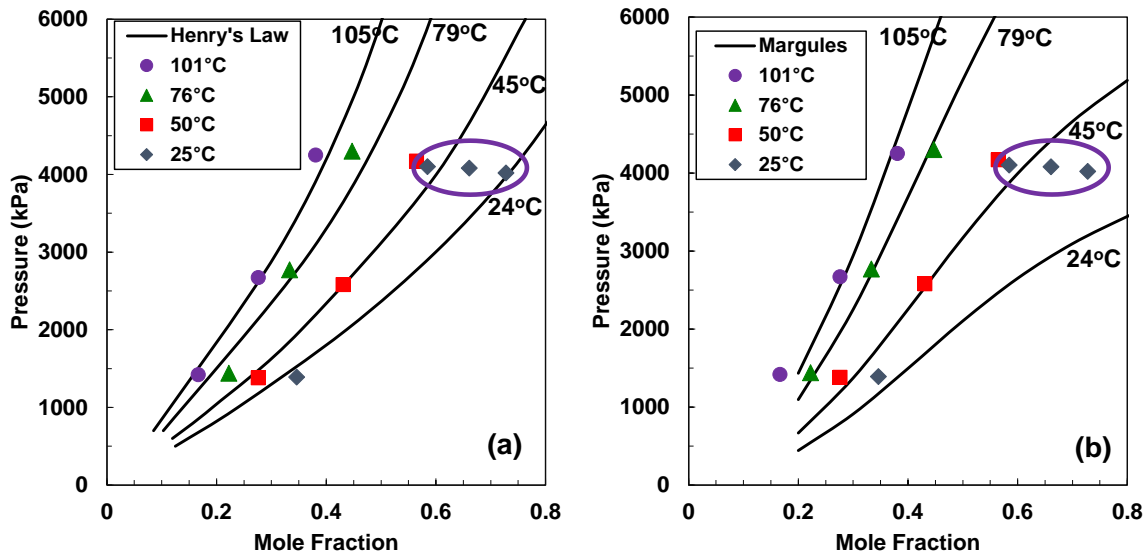 6000
5000
4000
3000
2000
1000
0
Pressure (kPa)
Henry's Law
101°C
76°C
50°C
25°C
105°C
79°C
45°C
24°C
(a)
0
0.2
0.4
0.6
0.8
Mole Fraction
6000
5000
4000
3000
2000
1000
0
Pressure (kPa)
Margules
101°C
76°C
50°C
25°C
105°C
79°C
45°C
24°C
(b)
0
0.2
0.4
0.6
0.8
Mole Fraction